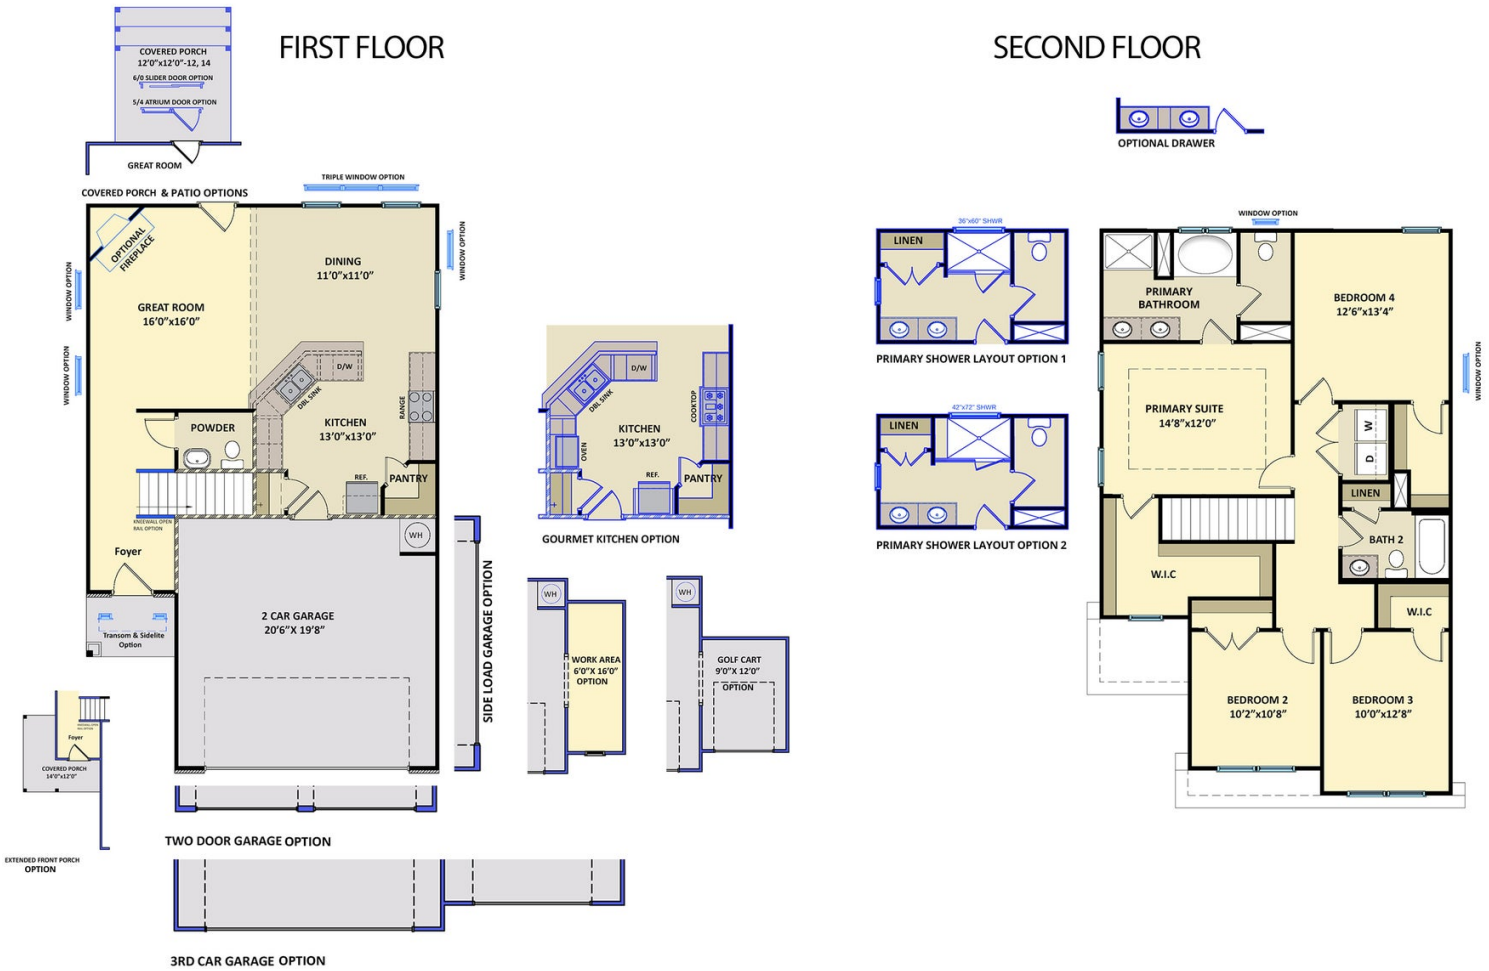 FIRST FLOOR
SECOND FLOOR
COVERED PORCH
12'0"x12'0"-12, 14
6/0 SLIDER DOOR OPTION
5/4 ATRIUM DOOR OPTION
GREAT ROOM
COVERED PORCH & PATIO OPTIONS
TRIPLE WINDOW OPTION
OPTIONAL
FIREPLACE
WINDOW OPTION
WINDOW OPTION
WINDOW OPTION
DINING
11'0"x11'0"
GREAT ROOM
16'0"x16'0"
D/W
DBL SINK
RANGE
KITCHEN
13'0"x13'0"
POWDER
REF.
PANTRY
KNEEWALL OPEN
RAIL OPTION
Foyer
WH
2 CAR GARAGE
20'6"X 19'8"
Transom & Sidelite
Option
SIDE LOAD GARAGE OPTION
Foyer
COVERED PORCH
14'0"x12'0"
EXTENDED FRONT PORCH
OPTION
TWO DOOR GARAGE OPTION
3RD CAR GARAGE OPTION
D/W
DBL SINK
COOKTOP
OVEN
KITCHEN
13'0"x13'0"
REF.
PANTRY
GOURMET KITCHEN OPTION
WH
WORK AREA
6'0"X 16'0"
OPTION
WH
GOLF CART
9'0"X 12'0"
OPTION
OPTIONAL DRAWER
36"x60" SHWR
LINEN
PRIMARY SHOWER LAYOUT OPTION 1
42"x72" SHWR
LINEN
PRIMARY SHOWER LAYOUT OPTION 2
WINDOW OPTION
PRIMARY
BATHROOM
BEDROOM 4
12'6"x13'4"
WINDOW OPTION
PRIMARY SUITE
14'8"x12'0"
W
D
LINEN
BATH 2
W.I.C
W.I.C
BEDROOM 2
10'2"x10'8"
BEDROOM 3
10'0"x12'8"